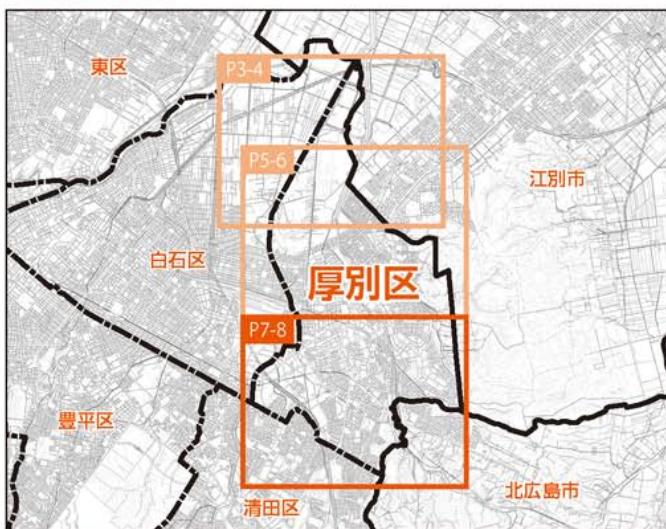 東区
P3-4
P5-6
江別市
白石区
厚別区
P7-8
豊平区
清田区
北広島市